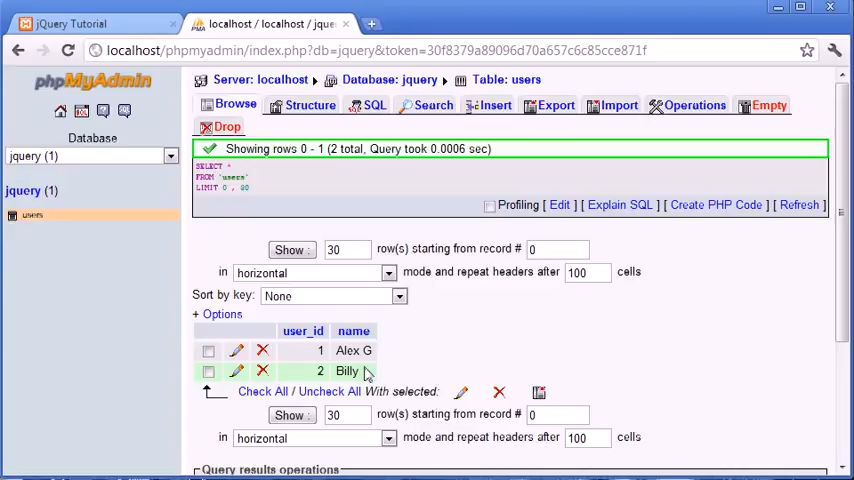 jQuery Tutorial
localhost / localhost / jque
localhost/phpmyadmin/index.php?db=jquery&token=30f8379a89096d70a657c6c85cce871f
phpMyAdmin
Server: localhost Database: jquery Table: users
Browse Structure SQL Search Insert Export Import Operations Empty
Drop
Database
jquery (1)
jquery (1)
users
Showing rows 0 - 1 (2 total, Query took 0.0006 sec)
SELECT *
FROM `users`
LIMIT 0 , 30
Profiling [ Edit ] [ Explain SQL ] [ Create PHP Code ] [ Refresh ]
Show : 30 row(s) starting from record # 0
in horizontal mode and repeat headers after 100 cells
Sort by key: None
+ Options
user_id name
1 Alex G
2 Billy
Check All / Uncheck All With selected:
Show : 30 row(s) starting from record # 0
in horizontal mode and repeat headers after 100 cells
Query results operations